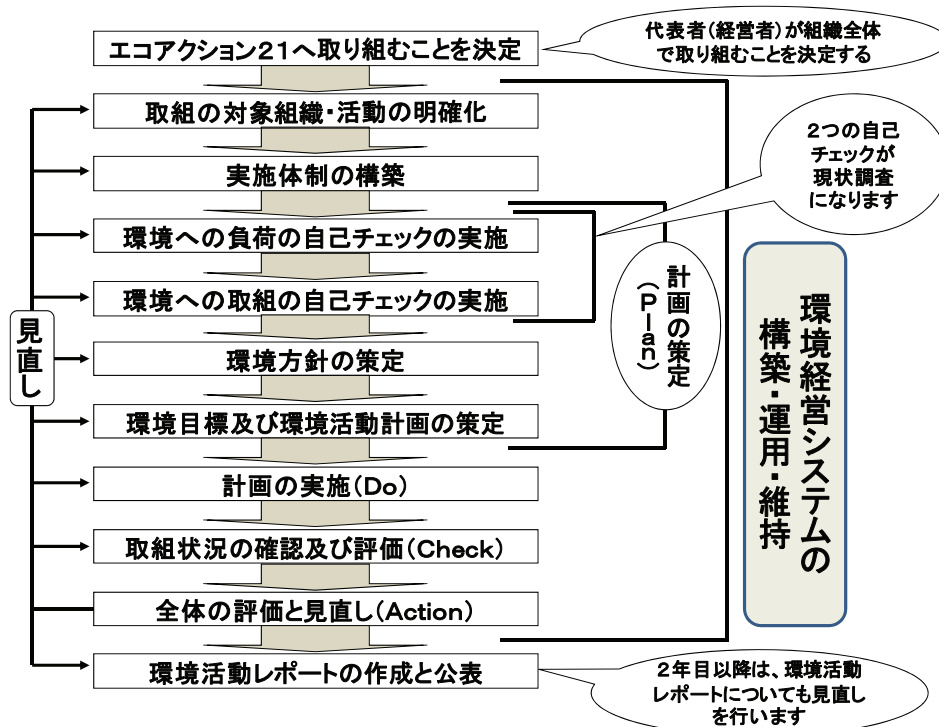 エコアクション２１へ取り組むことを決定
代表者（経営者）が組織全体
で取り組むことを決定する
取組の対象組織・活動の明確化
２つの自己
チェックが
現状調査
になります
実施体制の構築
環境への負荷の自己チェックの実施
環境への取組の自己チェックの実施
計画の策定
（Ｐｌａｎ）
環境経営システムの
構築・運用・維持
見直し
環境方針の策定
環境目標及び環境活動計画の策定
計画の実施（Ｄｏ）
取組状況の確認及び評価（Ｃｈｅｃｋ）
全体の評価と見直し（Ａｃｔｉｏｎ）
環境活動レポートの作成と公表
２年目以降は、環境活動
レポートについても見直し
を行います